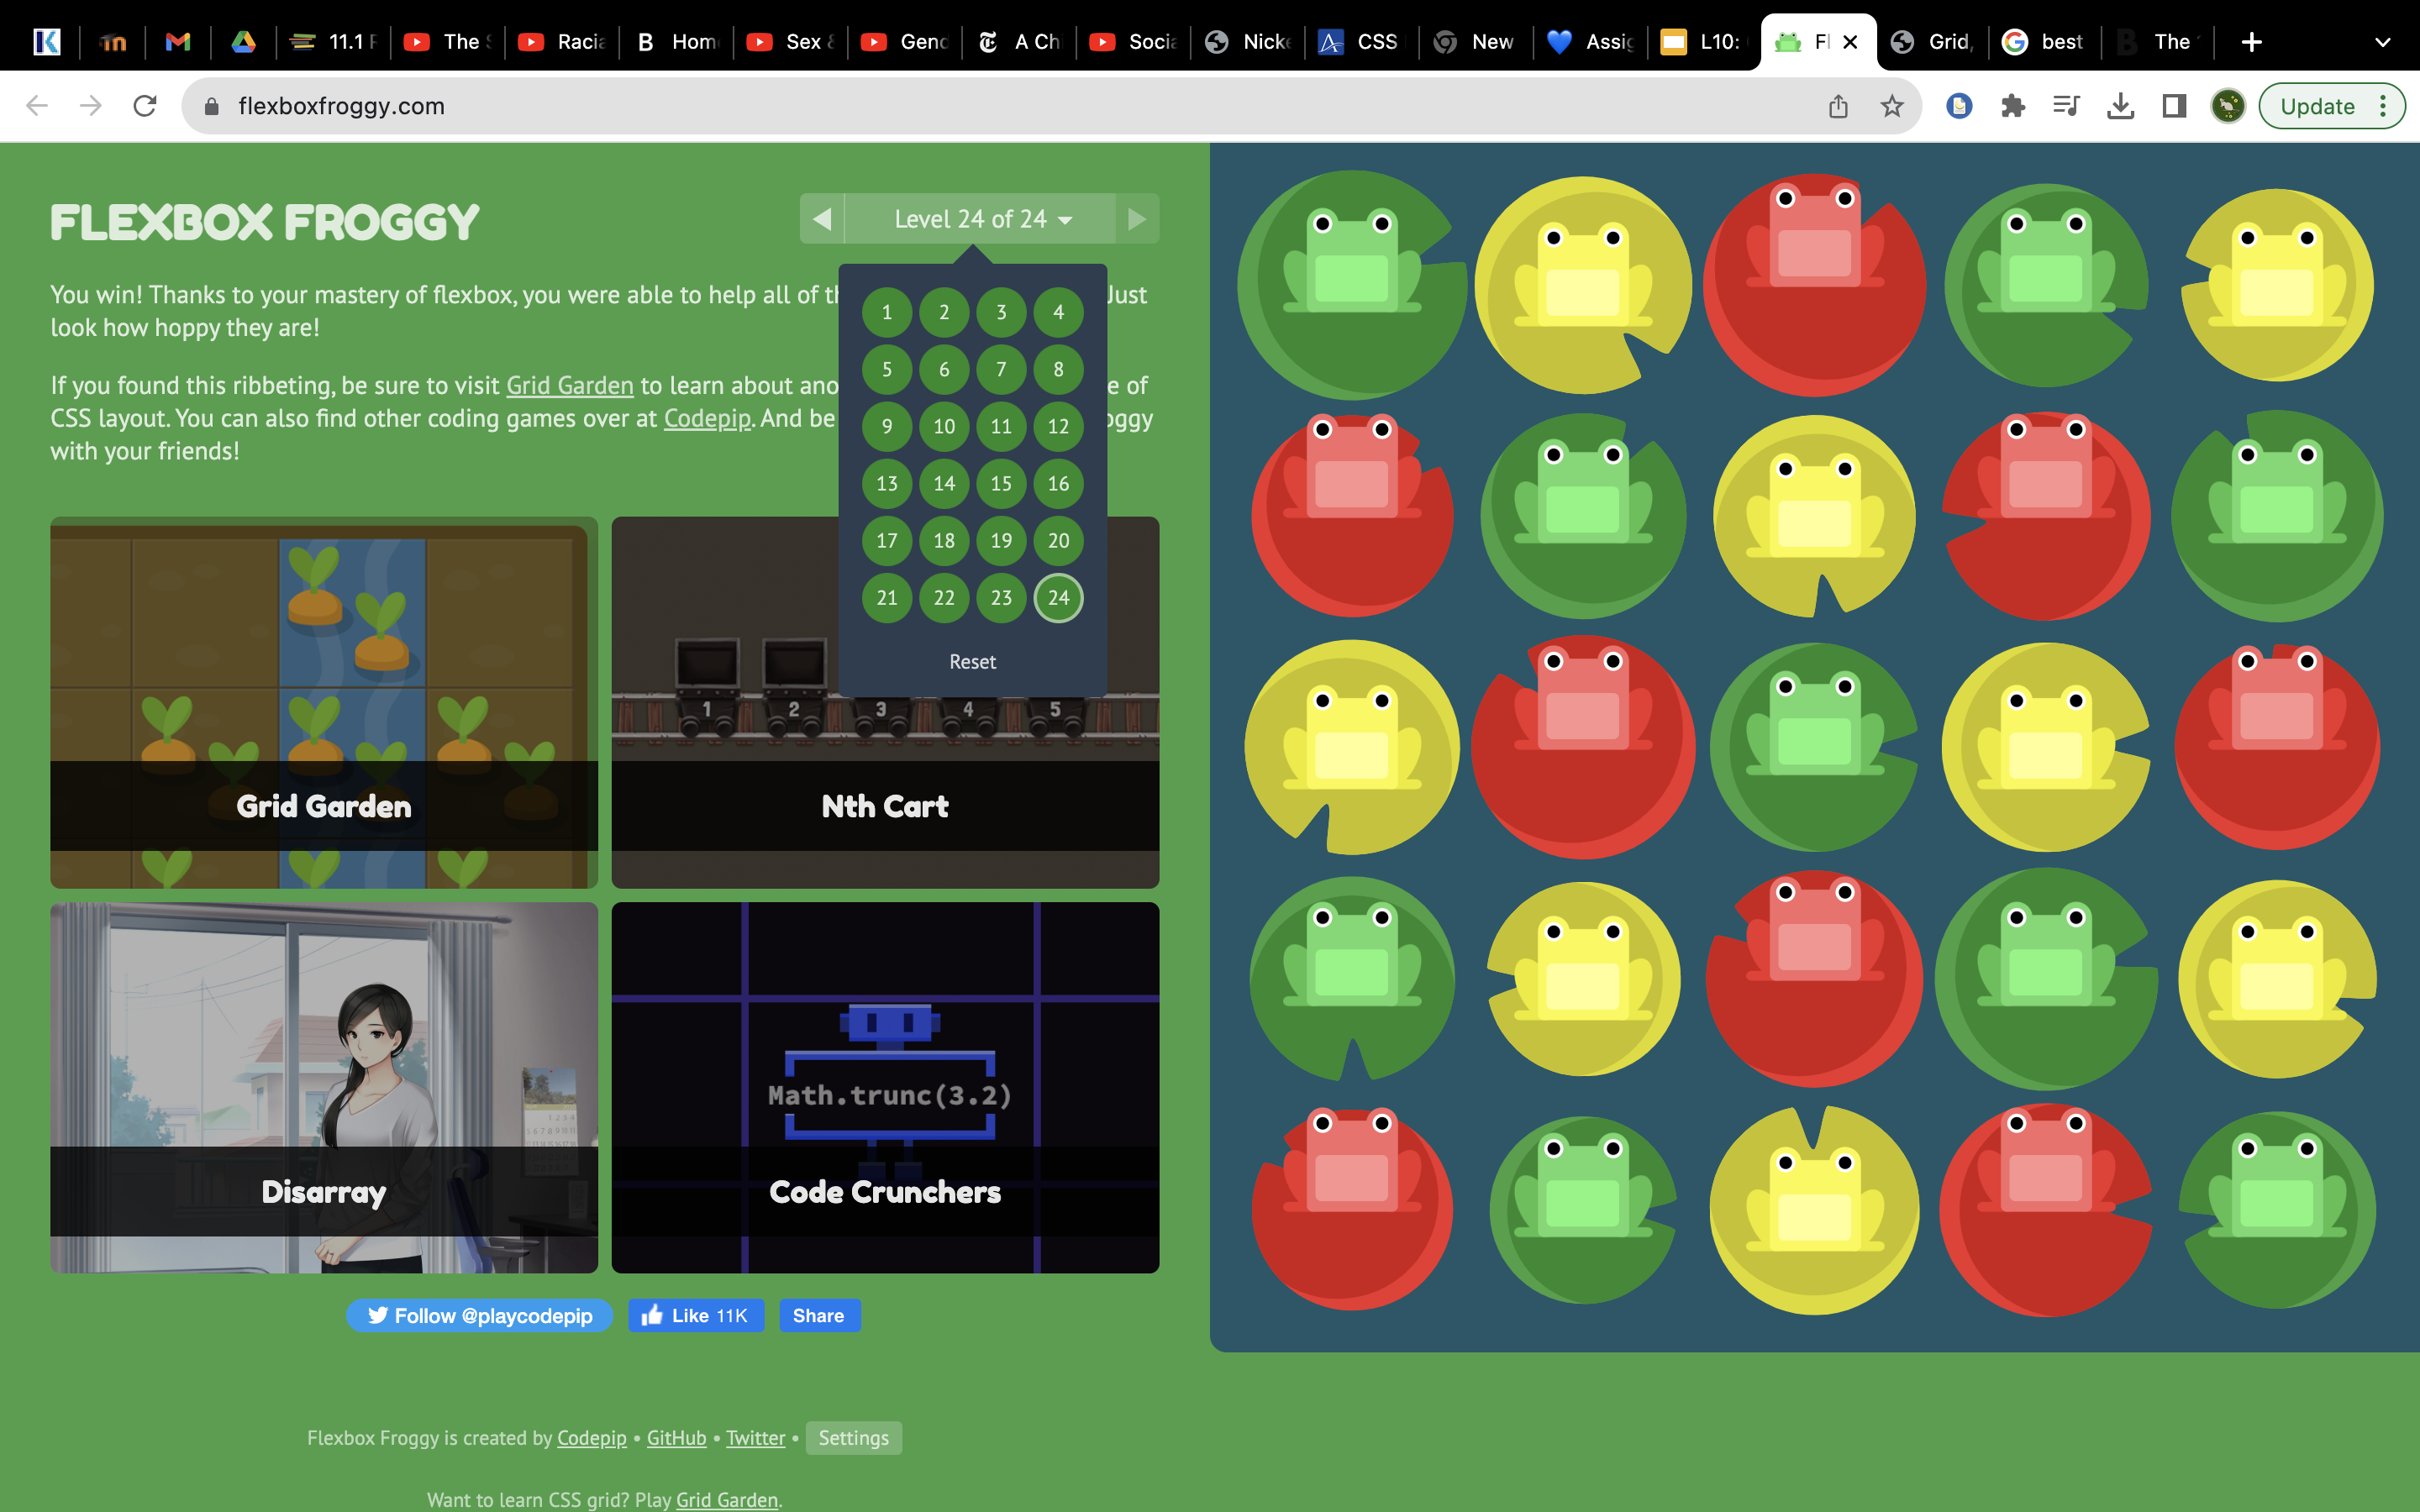 11.1 F
The S
Racia
B Hom
Sex &
Genc
A Ch
Socia
Nicke
CSS
New
Assig
L10:
Fl
Grid,
best
The
flexboxfroggy.com
Update
FLEXBOX FROGGY
Level 24 of 24
You win! Thanks to your mastery of flexbox, you were able to help all of th Just
look how hoppy they are!
If you found this ribbeting, be sure to visit Grid Garden to learn about ano e of
CSS layout. You can also find other coding games over at Codepip. And be oggy
with your friends!
1 2 3 4
5 6 7 8
9 10 11 12
13 14 15 16
17 18 19 20
21 22 23 24
Reset
1 2 3 4 5
Grid Garden
Nth Cart
Math.trunc(3.2)
Disarray
Code Crunchers
Follow @playcodepip
Like 11K
Share
Flexbox Froggy is created by Codepip • GitHub • Twitter • Settings
Want to learn CSS grid? Play Grid Garden.